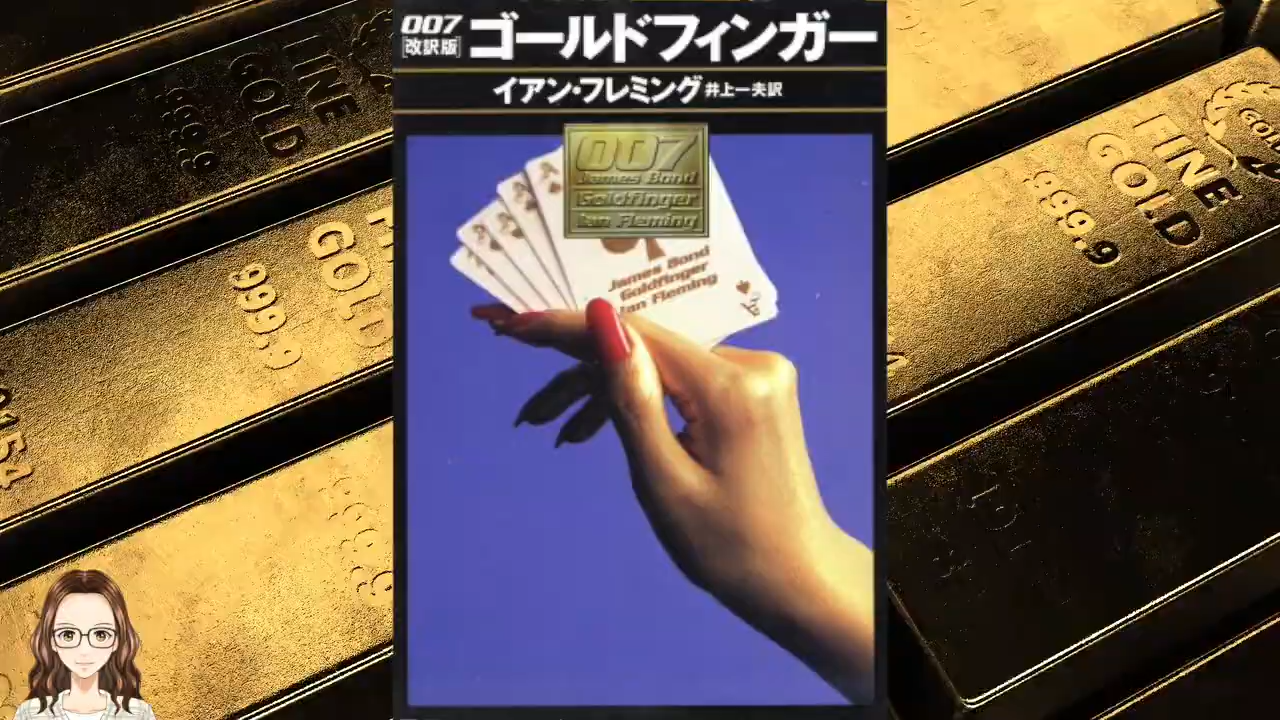 007
[改訳版]
ゴールドフィンガー
イアン・フレミング 井上一夫訳
007
James Bond
Goldfinger
Ian Fleming
James Bond
Goldfinger
Ian Fleming
A
FINE
GOLD
999.9
GOLD
999.9
FINE
GOLD
999.9